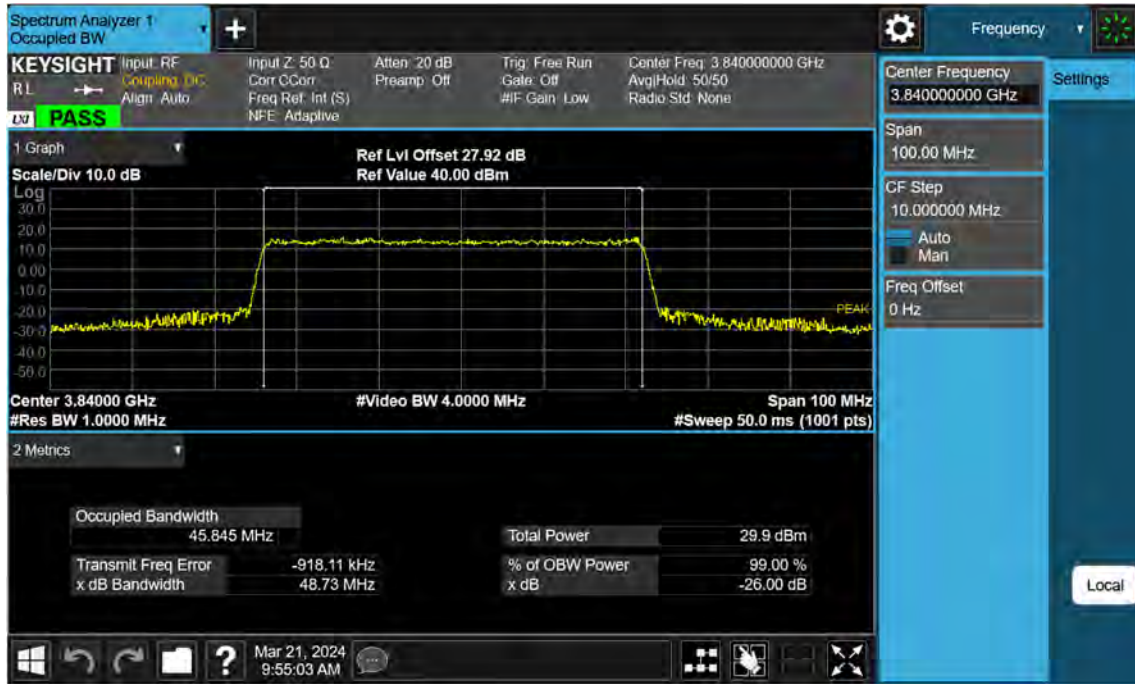 Spectrum Analyzer 1
Occupied BW
Frequency
KEYSIGHT
Input: RF
Coupling: DC
Align: Auto
Input Z: 50 Ω
Corr CCorr
Freq Ref: Int (S)
NFE: Adaptive
Atten: 20 dB
Preamp: Off
Trig: Free Run
Gate: Off
#IF Gain: Low
Center Freq: 3.840000000 GHz
Avg|Hold: 50/50
Radio Std: None
RL
LXI PASS
1 Graph
Scale/Div 10.0 dB
Ref Lvl Offset 27.92 dB
Ref Value 40.00 dBm
Log
30.0
20.0
10.0
0.00
-10.0
-20.0
-30.0
-40.0
-50.0
PEAK
Center 3.84000 GHz
#Video BW 4.0000 MHz
Span 100 MHz
#Res BW 1.0000 MHz
#Sweep 50.0 ms (1001 pts)
2 Metrics
Occupied Bandwidth
45.845 MHz
Total Power 29.9 dBm
Transmit Freq Error -918.11 kHz
% of OBW Power 99.00 %
x dB Bandwidth 48.73 MHz
x dB -26.00 dB
Mar 21, 2024
9:55:03 AM
Center Frequency
3.840000000 GHz
Settings
Span
100.00 MHz
CF Step
10.000000 MHz
Auto
Man
Freq Offset
0 Hz
Local